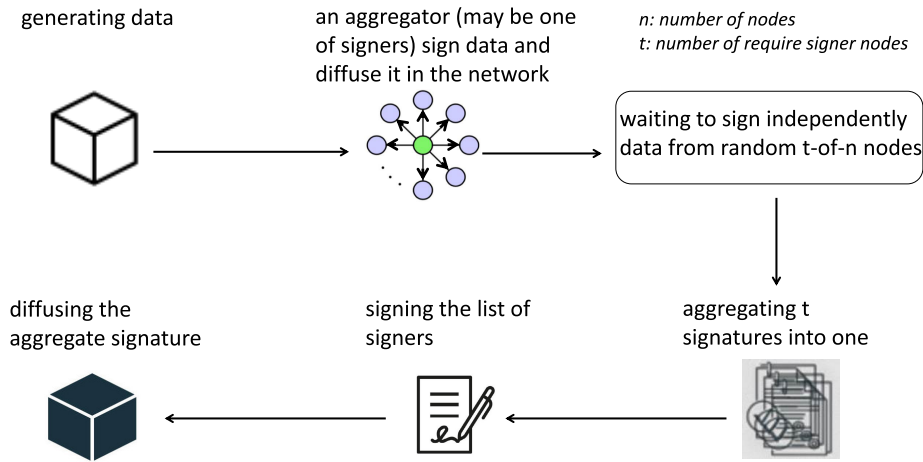 generating data
an aggregator (may be one
of signers) sign data and
diffuse it in the network
n: number of nodes
t: number of require signer nodes
waiting to sign independently
data from random t-of-n nodes
diffusing the
aggregate signature
signing the list of
signers
aggregating t
signatures into one